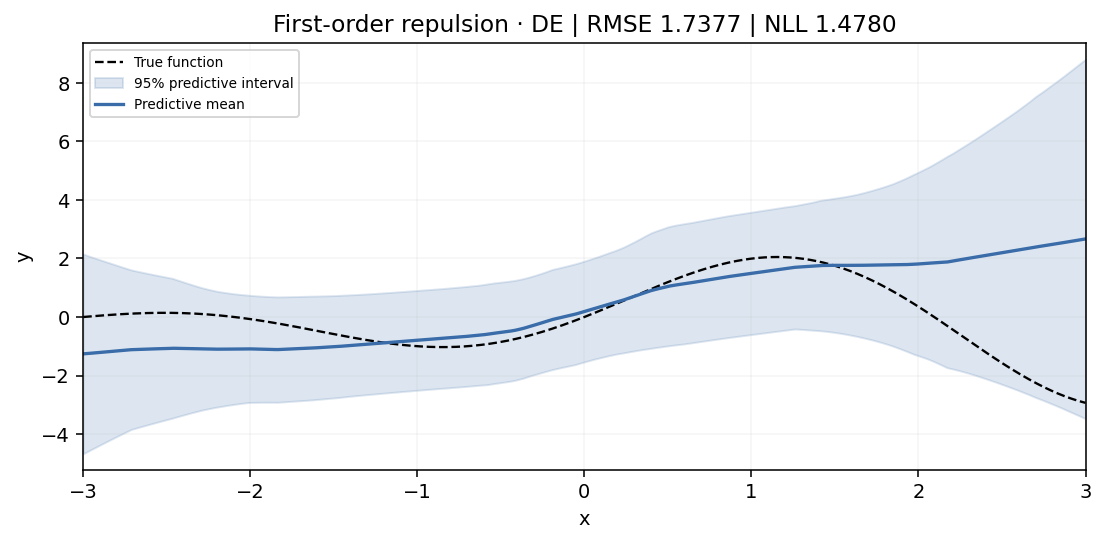 First-order repulsion · DE | RMSE 1.7377 | NLL 1.4780
True function
95% predictive interval
Predictive mean
8
6
4
2
0
−2
−4
y
−3
−2
−1
0
1
2
3
x